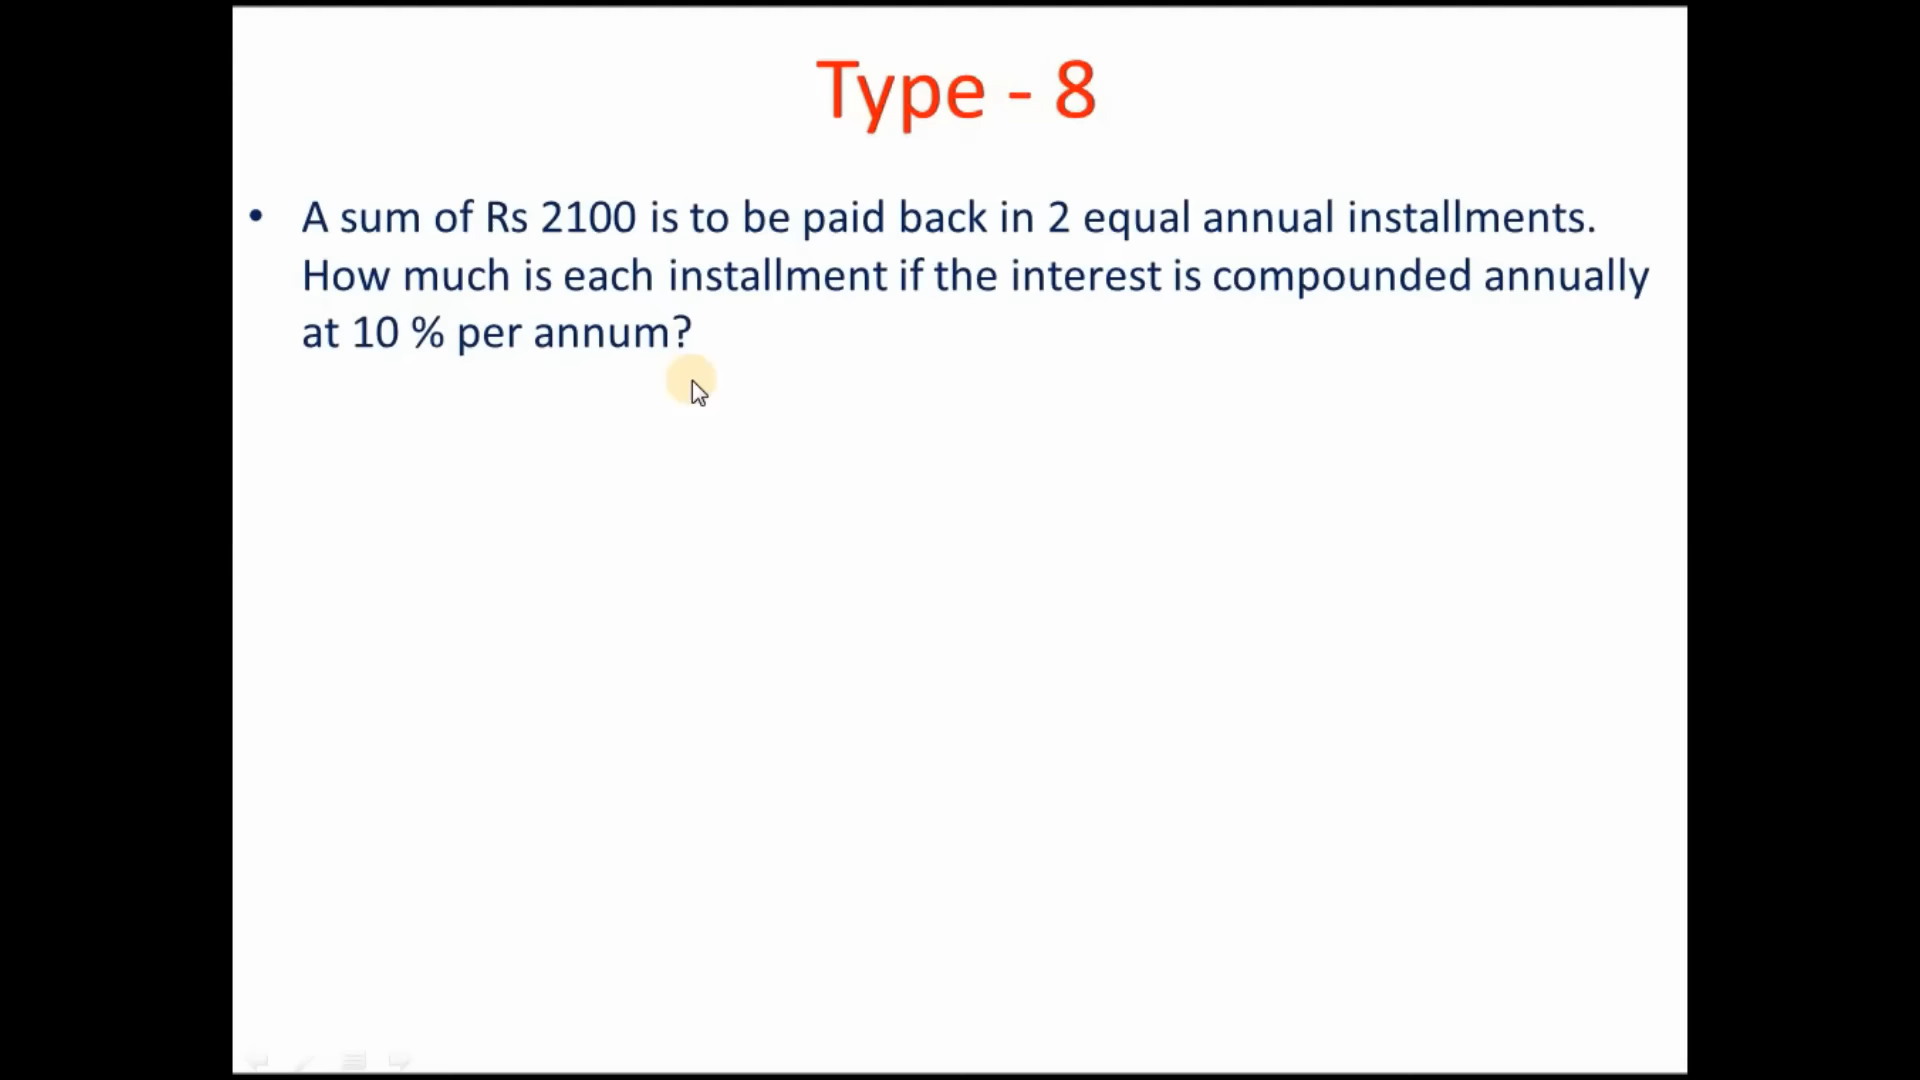 Type - 8
• A sum of Rs 2100 is to be paid back in 2 equal annual installments.
How much is each installment if the interest is compounded annually
at 10 % per annum?